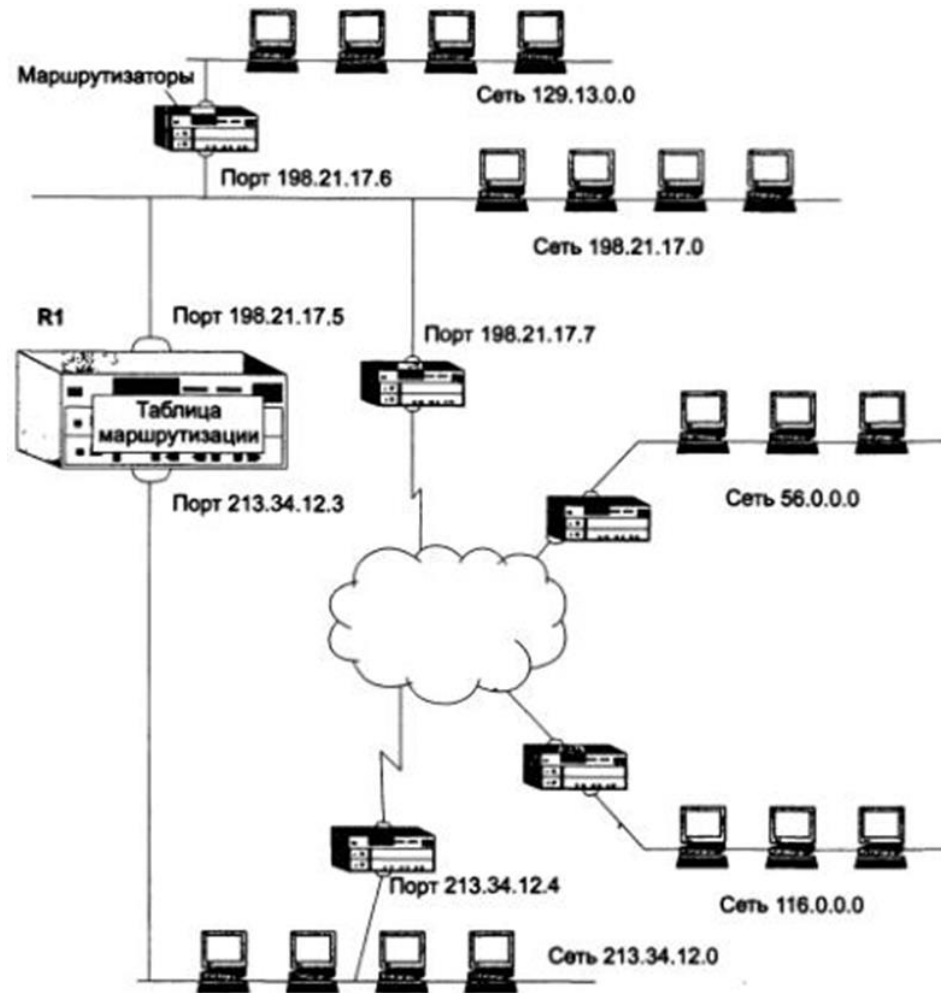 Маршрутизаторы
Сеть 129.13.0.0
Порт 198.21.17.6
Сеть 198.21.17.0
R1
Порт 198.21.17.5
Порт 198.21.17.7
Таблица
маршрутизации
Порт 213.34.12.3
Сеть 56.0.0.0
Порт 213.34.12.4
Сеть 116.0.0.0
Сеть 213.34.12.0